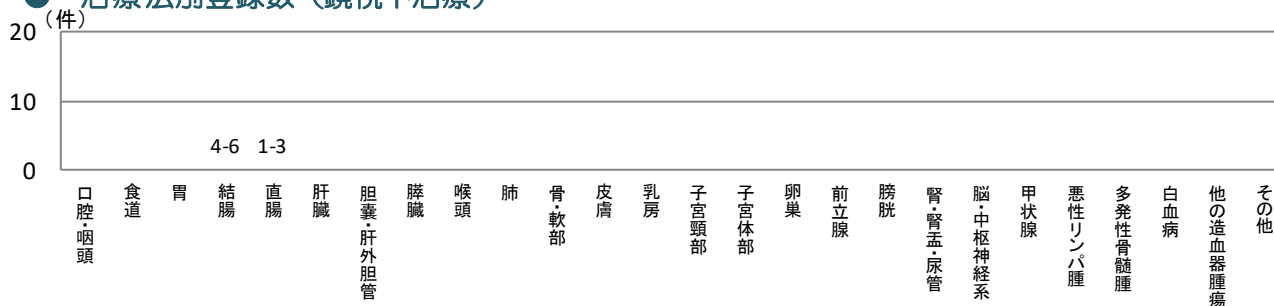 ● 治療法別登録数（鏡視下治療）
（件）
20
10
0
4-6 1-3
口腔・咽頭
食道
胃
結腸
直腸
肝臓
胆嚢・肝外胆管
膵臓
喉頭
肺
骨・軟部
皮膚
乳房
子宮頸部
子宮体部
卵巣
前立腺
膀胱
腎・腎盂・尿管
脳・中枢神経系
甲状腺
悪性リンパ腫
多発性骨髄腫
白血病
他の造血器腫瘍
その他